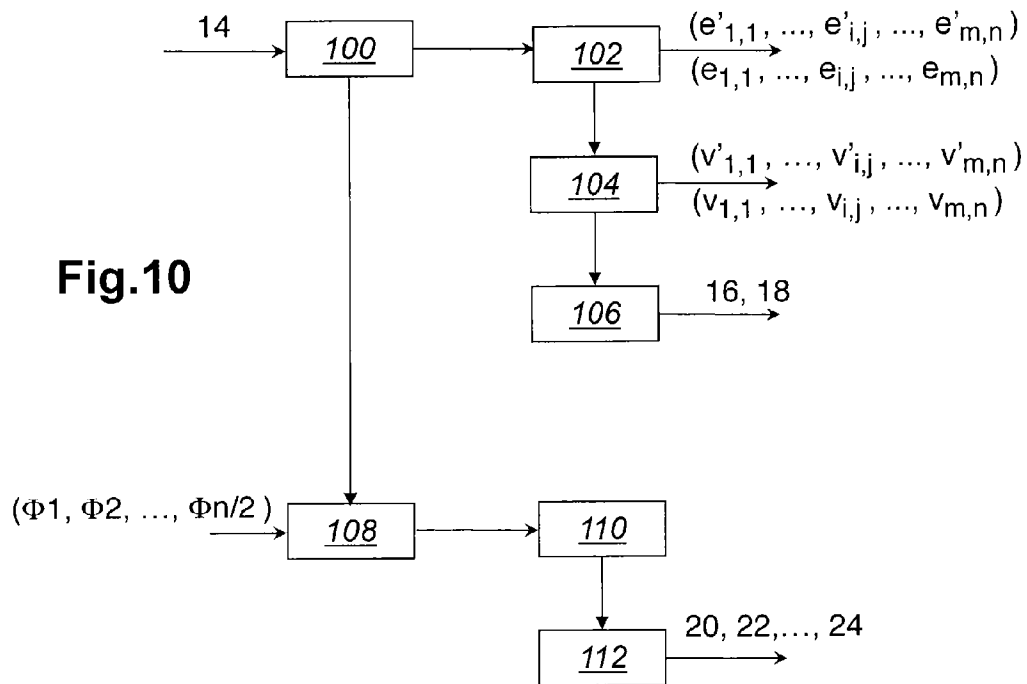 14
100
102
(e'1,1 , ..., e'i,j , ..., e'm,n )
(e1,1 , ..., ei,j , ..., em,n )
104
(v'1,1 , ..., v'i,j , ..., v'm,n )
(v1,1 , ..., vi,j , ..., vm,n )
Fig.10
106
16, 18
(Φ1, Φ2, ..., Φn/2 )
108
110
112
20, 22,..., 24